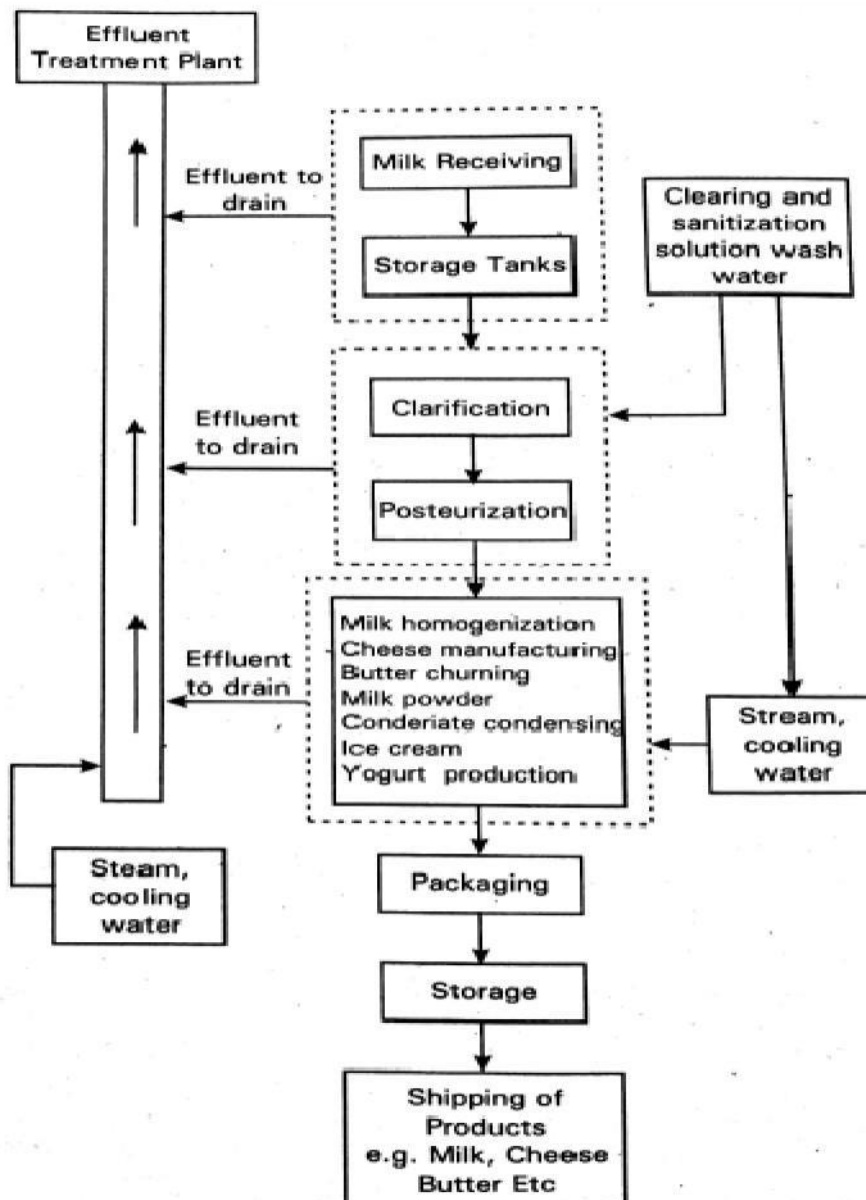 Effluent
Treatment Plant
Milk Receiving
Effluent to
drain
Clearing and
sanitization
solution wash
water
Storage Tanks
Clarification
Effluent
to drain
Posteurization
Milk homogenization
Cheese manufacturing
Butter churning
Milk powder
Conderiate condensing
Ice cream
Yogurt production
Effluent
to drain
Stream,
cooling
water
Steam,
cooling
water
Packaging
Storage
Shipping of
Products
e.g. Milk, Cheese
Butter Etc